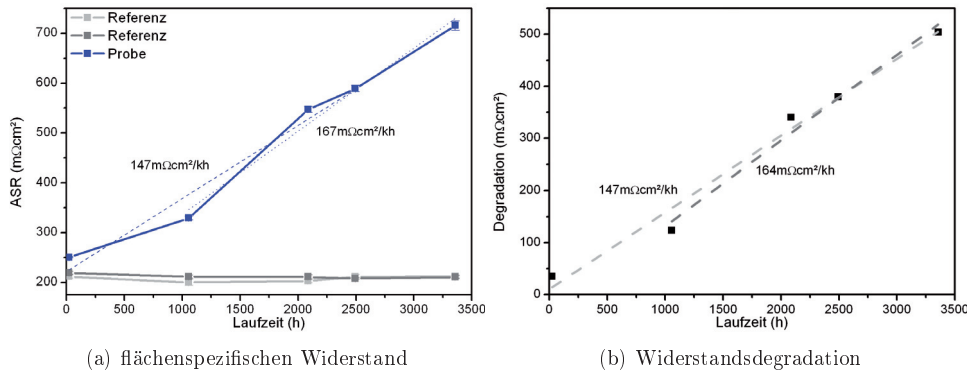 Referenz
Referenz
Probe
700
600
500
400
300
200
ASR (mΩcm²)
147mΩcm²/kh
167mΩcm²/kh
0 500 1000 1500 2000 2500 3000 3500
Laufzeit (h)
(a) flächenspezifischen Widerstand
500
400
300
200
100
0
Degradation (mΩcm²)
147mΩcm²/kh
164mΩcm²/kh
0 500 1000 1500 2000 2500 3000 3500
Laufzeit (h)
(b) Widerstandsdegradation